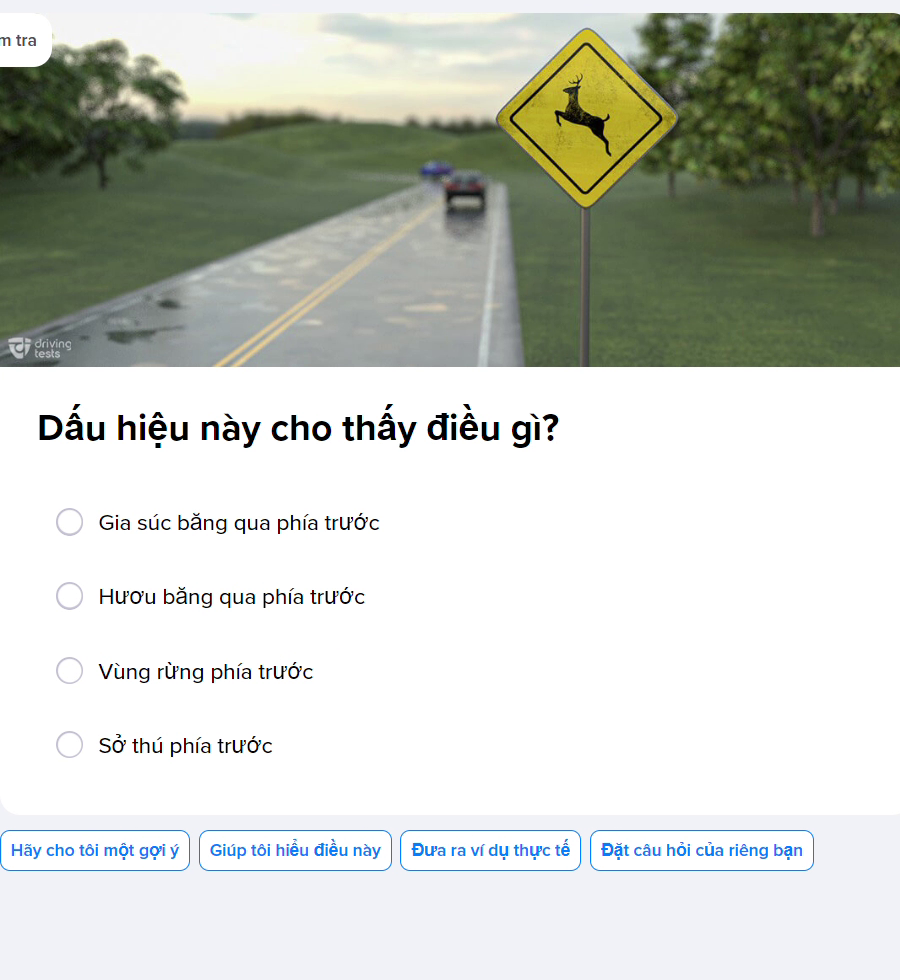 m tra
driving
tests
Dấu hiệu này cho thấy điều gì?
Gia súc băng qua phía trước
Hươu băng qua phía trước
Vùng rừng phía trước
Sở thú phía trước
Hãy cho tôi một gợi ý
Giúp tôi hiểu điều này
Đưa ra ví dụ thực tế
Đặt câu hỏi của riêng bạn